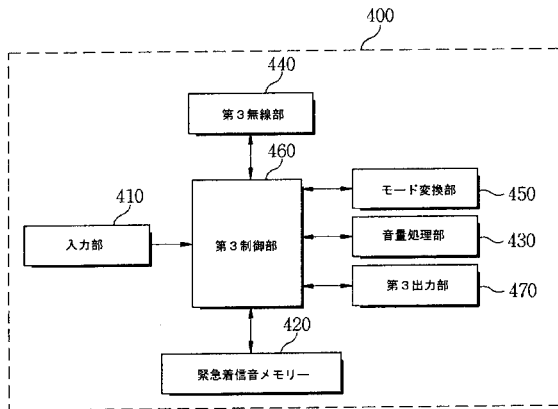 400
440
第3無線部
460
410
モード変換部
450
入力部
第3制御部
音量処理部
430
第3出力部
470
420
緊急着信音メモリー